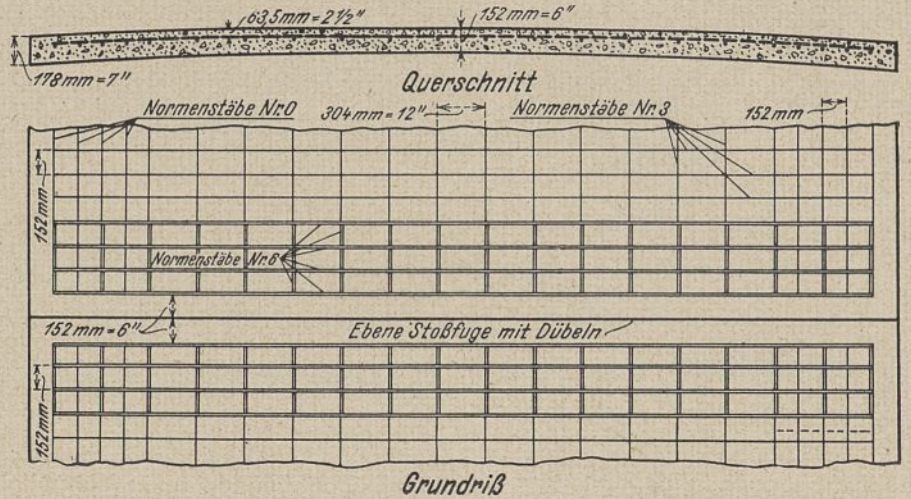 63,5mm=2½"
152mm=6"
178mm=7"
Querschnitt
Normenstäbe Nr.0
304mm=12"
Normenstäbe Nr.3
152mm
152mm
Normenstäbe Nr.6
152mm=6"
Ebene Stoßfuge mit Dübeln
152mm
Grundriß